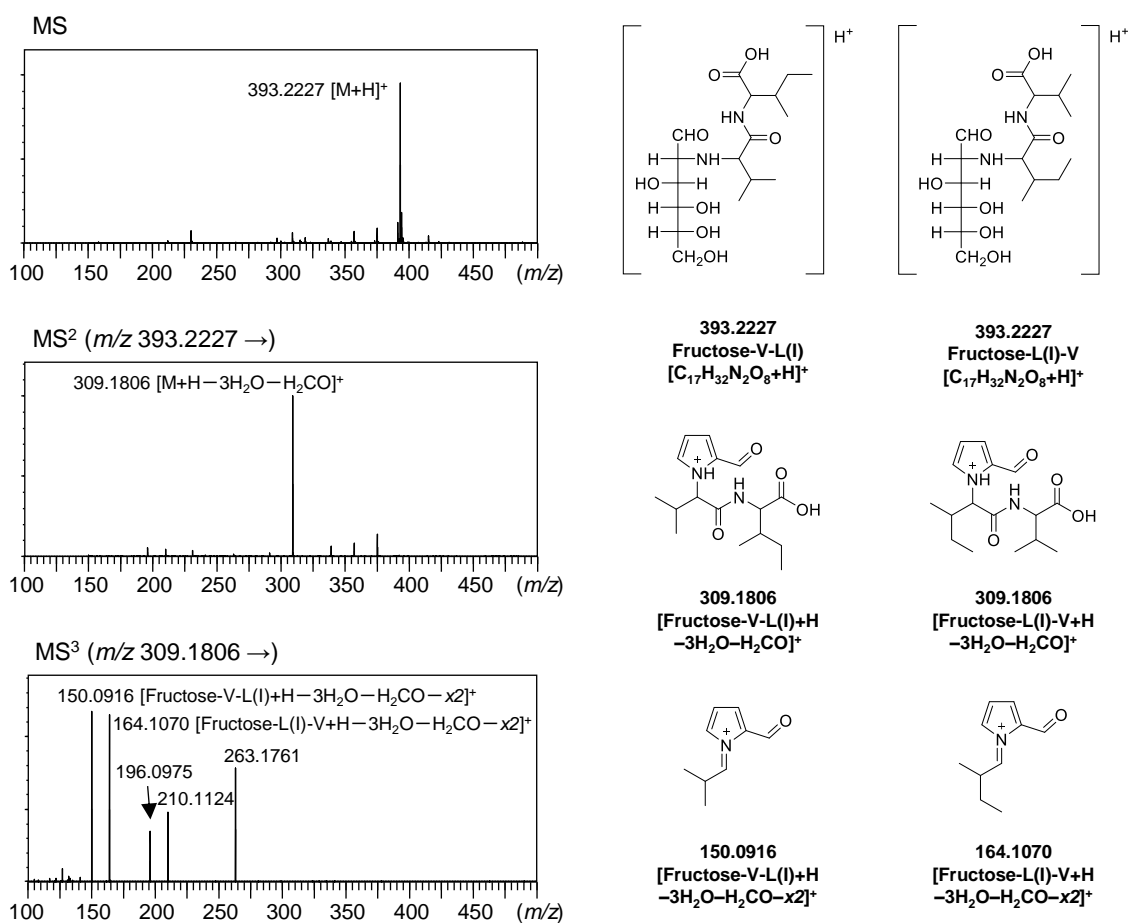 MS
393.2227 [M+H]⁺
100 150 200 250 300 350 400 450 (m/z)
MS² (m/z 393.2227 →)
309.1806 [M+H—3H₂O—H₂CO]⁺
100 150 200 250 300 350 400 450 (m/z)
MS³ (m/z 309.1806 →)
150.0916 [Fructose-V-L(I)+H—3H₂O—H₂CO—x2]⁺
164.1070 [Fructose-L(I)-V+H—3H₂O—H₂CO—x2]⁺
196.0975
263.1761
210.1124
100 150 200 250 300 350 400 450 (m/z)
H⁺
OH
O
HN
CHO
O
H NH
HO H
H OH
H OH
CH₂OH
393.2227
Fructose-V-L(I)
[C₁₇H₃₂N₂O₈+H]⁺
H⁺
OH
O
HN
CHO
O
H NH
HO H
H OH
H OH
CH₂OH
393.2227
Fructose-L(I)-V
[C₁₇H₃₂N₂O₈+H]⁺
O
+
NH
H
N
O
OH
O
309.1806
[Fructose-V-L(I)+H
–3H₂O–H₂CO]⁺
O
+
NH
H
N
O
OH
O
309.1806
[Fructose-L(I)-V+H
–3H₂O–H₂CO]⁺
O
+
N
150.0916
[Fructose-V-L(I)+H
–3H₂O–H₂CO-x2]⁺
O
+
N
164.1070
[Fructose-L(I)-V+H
–3H₂O–H₂CO-x2]⁺